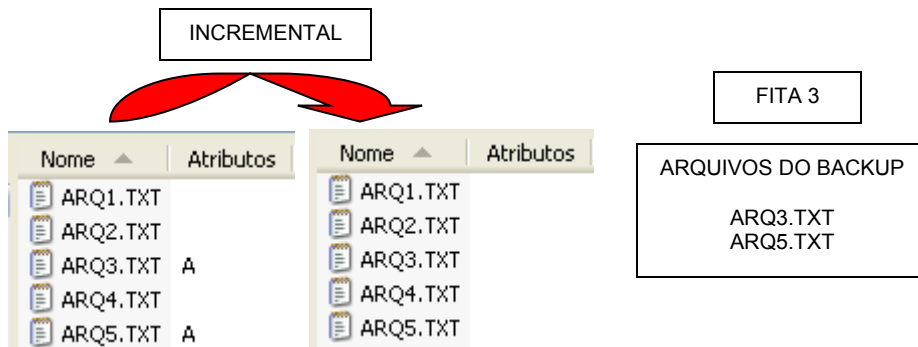 INCREMENTAL
FITA 3
Nome Atributos
ARQ1.TXT
ARQ2.TXT
ARQ3.TXT A
ARQ4.TXT
ARQ5.TXT A
Nome Atributos
ARQ1.TXT
ARQ2.TXT
ARQ3.TXT
ARQ4.TXT
ARQ5.TXT
ARQUIVOS DO BACKUP
ARQ3.TXT
ARQ5.TXT